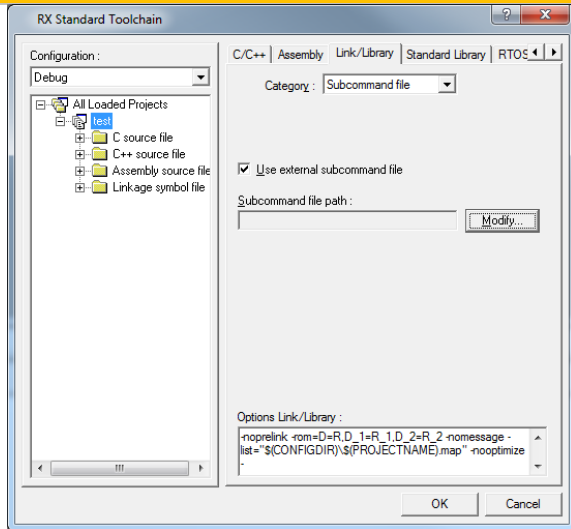 RX Standard Toolchain
Configuration :
Debug
All Loaded Projects
test
C source file
C++ source file
Assembly source file
Linkage symbol file
C/C++ Assembly Link/Library Standard Library RTOS
Category : Subcommand file
Use external subcommand file
Subcommand file path :
Modify...
Options Link/Library :
-noprelink -rom=D=R,D_1=R_1,D_2=R_2 -nomessage -
list="$(CONFIGDIR)\$(PROJECTNAME).map" -nooptimize
-
OK Cancel